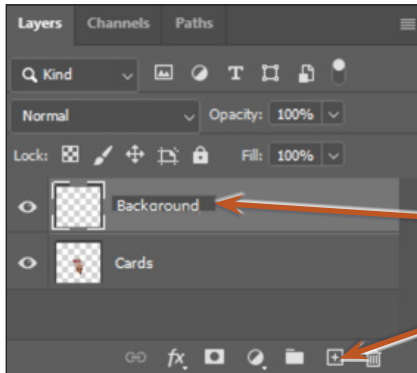 Layers Channels Paths
Kind
Normal Opacity: 100%
Lock: Fill: 100%
Background
Cards
fx